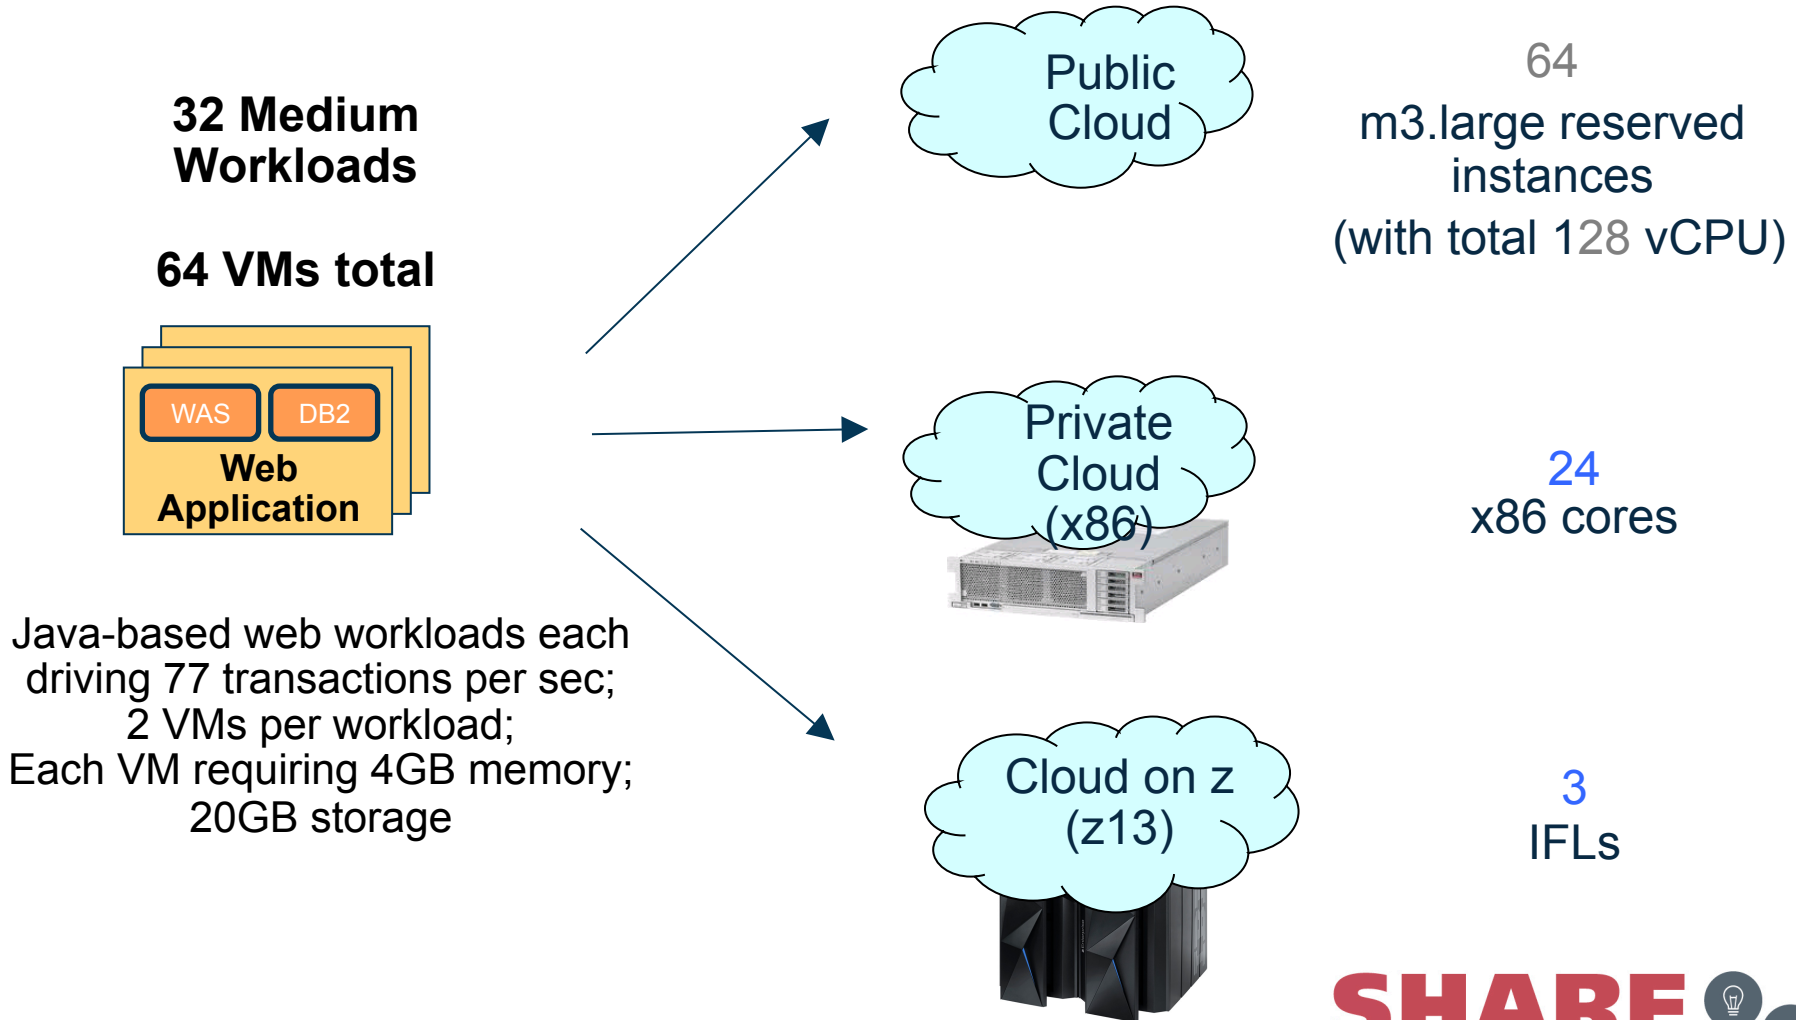 32 Medium
Workloads
64 VMs total
WAS DB2
Web
Application
Java-based web workloads each
driving 77 transactions per sec;
2 VMs per workload;
Each VM requiring 4GB memory;
20GB storage
Public
Cloud
64
m3.large reserved
instances
(with total 128 vCPU)
Private
Cloud
(x86)
24
x86 cores
Cloud on z
(z13)
3
IFLs
SHARE